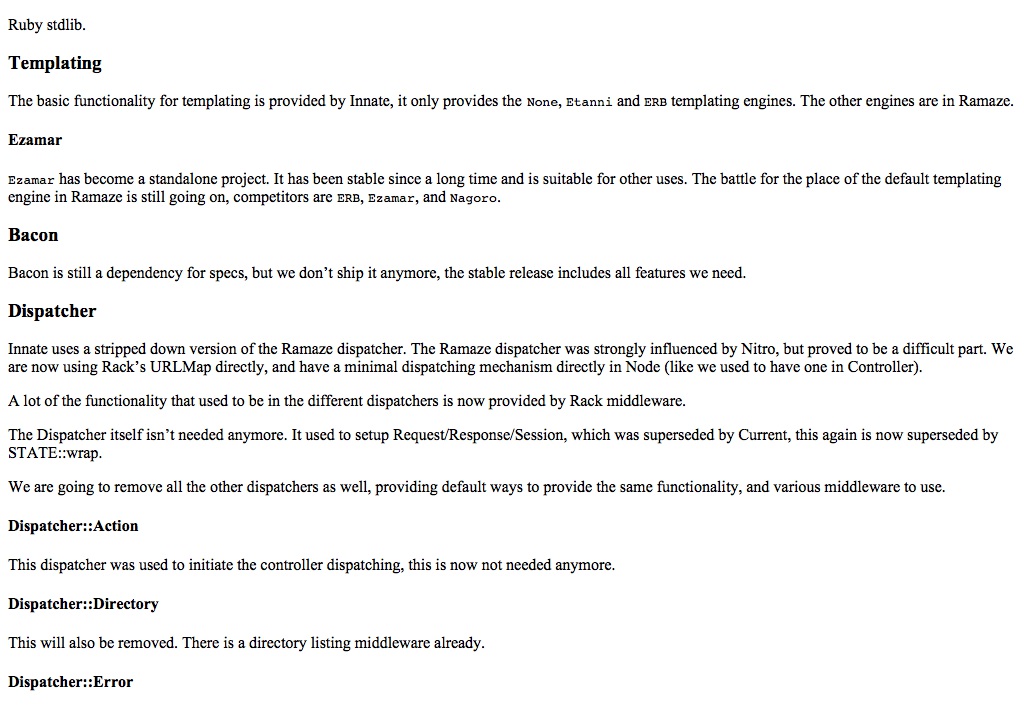 Ruby stdlib.
Templating
The basic functionality for templating is provided by Innate, it only provides the None, Etanni and ERB templating engines. The other engines are in Ramaze.
Ezamar
Ezamar has become a standalone project. It has been stable since a long time and is suitable for other uses. The battle for the place of the default templating
engine in Ramaze is still going on, competitors are ERB, Ezamar, and Nagoro.
Bacon
Bacon is still a dependency for specs, but we don’t ship it anymore, the stable release includes all features we need.
Dispatcher
Innate uses a stripped down version of the Ramaze dispatcher. The Ramaze dispatcher was strongly influenced by Nitro, but proved to be a difficult part. We
are now using Rack’s URLMap directly, and have a minimal dispatching mechanism directly in Node (like we used to have one in Controller).
A lot of the functionality that used to be in the different dispatchers is now provided by Rack middleware.
The Dispatcher itself isn’t needed anymore. It used to setup Request/Response/Session, which was superseded by Current, this again is now superseded by
STATE::wrap.
We are going to remove all the other dispatchers as well, providing default ways to provide the same functionality, and various middleware to use.
Dispatcher::Action
This dispatcher was used to initiate the controller dispatching, this is now not needed anymore.
Dispatcher::Directory
This will also be removed. There is a directory listing middleware already.
Dispatcher::Error